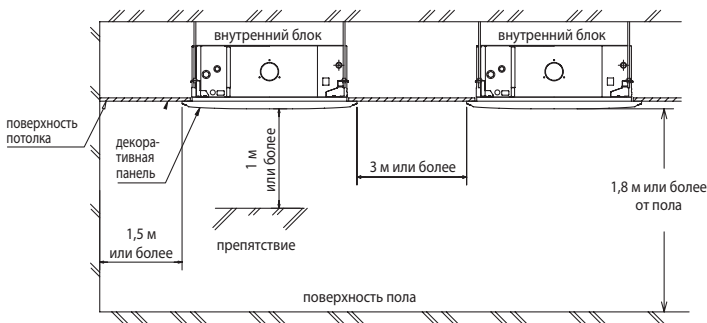 внутренний блок
внутренний блок
поверхность
потолка
декора-
тивная
панель
1 м
или более
3 м или более
1,8 м или более
от пола
1,5 м
или более
препятствие
поверхность пола